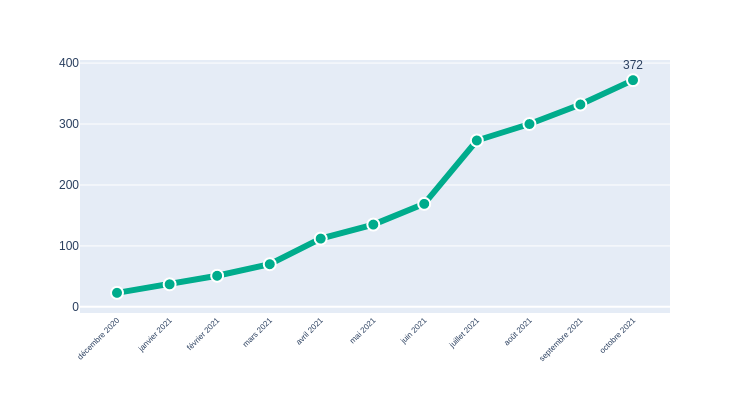 400
372
300
200
100
0
décembre 2020
janvier 2021
février 2021
mars 2021
avril 2021
mai 2021
juin 2021
juillet 2021
août 2021
septembre 2021
octobre 2021